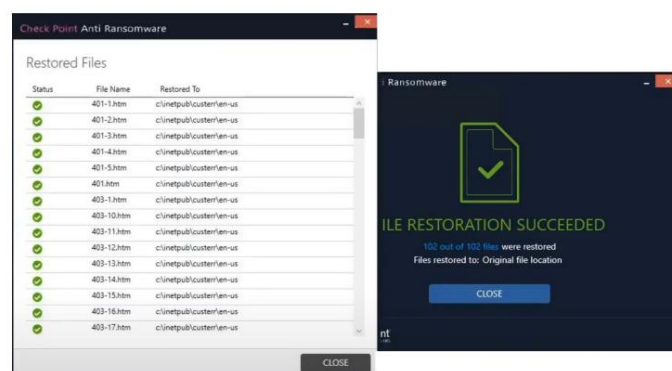 Check Point Anti Ransomware
Restored Files
Status File Name Restored To
401-1.htm c:\inetpub\custerr\en-us
401-2.htm c:\inetpub\custerr\en-us
401-3.htm c:\inetpub\custerr\en-us
401-4.htm c:\inetpub\custerr\en-us
401-5.htm c:\inetpub\custerr\en-us
401.htm c:\inetpub\custerr\en-us
403-1.htm c:\inetpub\custerr\en-us
403-10.htm c:\inetpub\custerr\en-us
403-11.htm c:\inetpub\custerr\en-us
403-12.htm c:\inetpub\custerr\en-us
403-13.htm c:\inetpub\custerr\en-us
403-14.htm c:\inetpub\custerr\en-us
403-15.htm c:\inetpub\custerr\en-us
403-16.htm c:\inetpub\custerr\en-us
403-17.htm c:\inetpub\custerr\en-us
CLOSE
i Ransomware
ILE RESTORATION SUCCEEDED
102 out of 102 files were restored
Files restored to: Original file location
CLOSE
nt